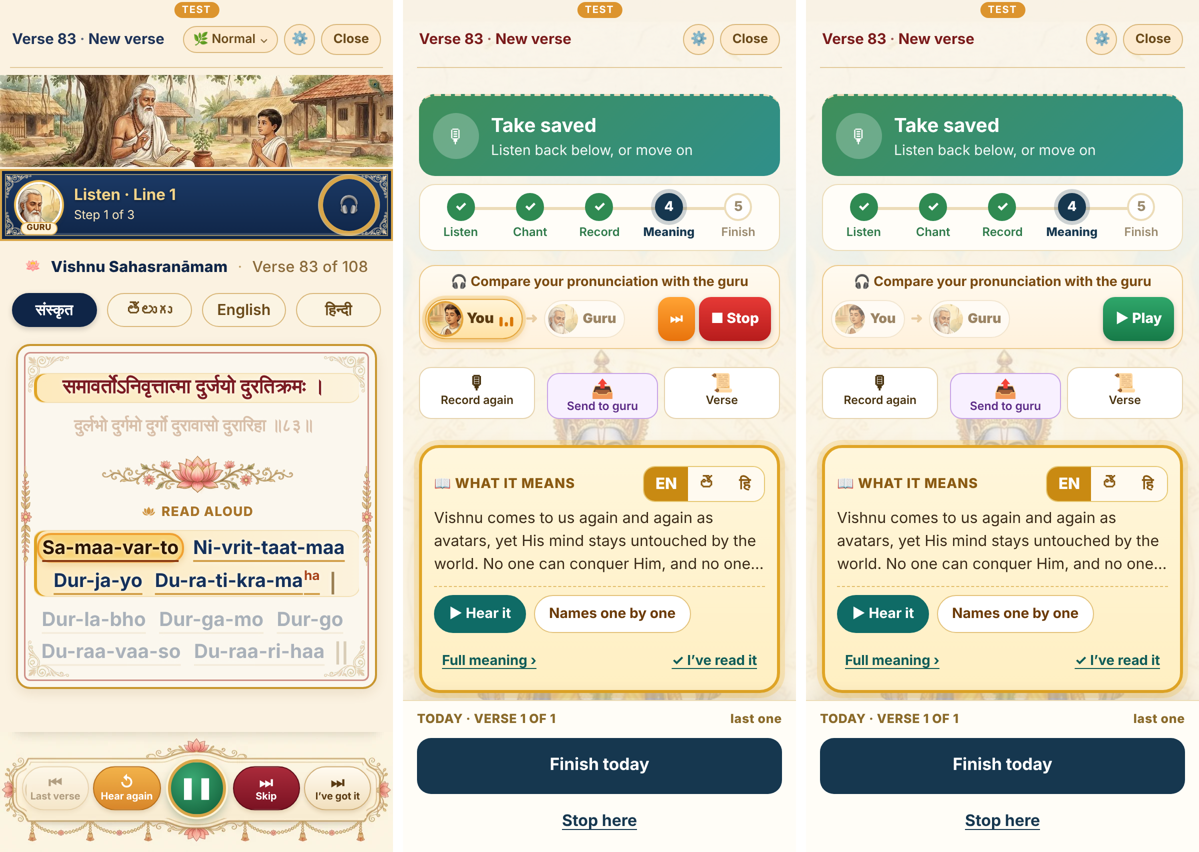 TEST
Verse 83 · New verse
Normal
Close
GURU
Listen · Line 1
Step 1 of 3
Vishnu Sahasranāmam · Verse 83 of 108
संस्कृत
తెలుగు
English
हिन्दी
समावर्तोऽनिवृत्तात्मा दुर्जयो दुरतिक्रमः ।
दुर्लभो दुर्गमो दुर्गो दुरावासो दुरारिहा ॥८३॥
READ ALOUD
Sa-maa-var-to Ni-vrit-taat-maa
Dur-ja-yo Du-ra-ti-kra-ma ha |
Dur-la-bho Dur-ga-mo Dur-go
Du-raa-vaa-so Du-raa-ri-haa ||
Last verse
Hear again
Skip
I've got it
TEST
Verse 83 · New verse
Close
Take saved
Listen back below, or move on
Listen
Chant
Record
4
Meaning
5
Finish
Compare your pronunciation with the guru
You
Guru
Stop
Record again
Send to guru
Verse
WHAT IT MEANS
EN
తె
हि
Vishnu comes to us again and again as
avatars, yet His mind stays untouched by the
world. No one can conquer Him, and no one...
Hear it
Names one by one
Full meaning ›
✓ I've read it
TODAY · VERSE 1 OF 1
last one
Finish today
Stop here
TEST
Verse 83 · New verse
Close
Take saved
Listen back below, or move on
Listen
Chant
Record
4
Meaning
5
Finish
Compare your pronunciation with the guru
You
Guru
Play
Record again
Send to guru
Verse
WHAT IT MEANS
EN
తె
हि
Vishnu comes to us again and again as
avatars, yet His mind stays untouched by the
world. No one can conquer Him, and no one...
Hear it
Names one by one
Full meaning ›
✓ I've read it
TODAY · VERSE 1 OF 1
last one
Finish today
Stop here